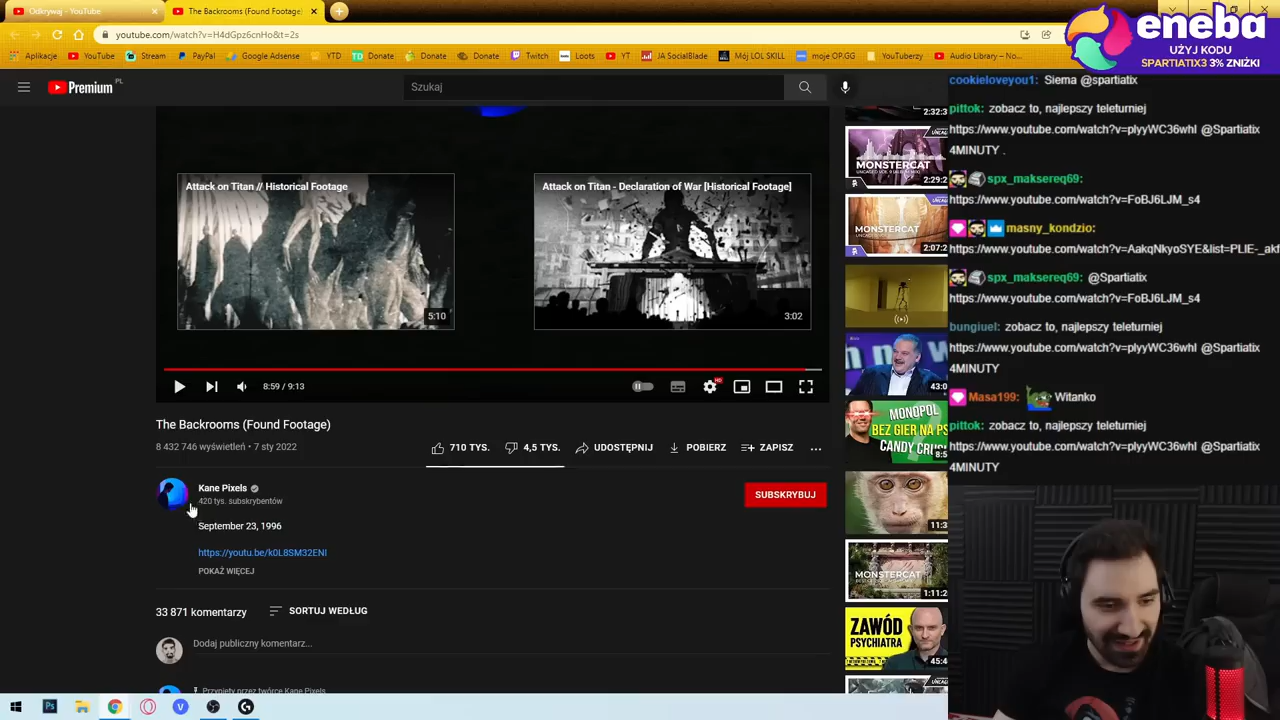 Odkrywaj - YouTube
The Backrooms (Found Footage)
youtube.com/watch?v=H4dGpz6cnHo&t=2s
Aplikacje
YouTube
Stream
PayPal
Google Adsense
YTD
Donate
Donate
Donate
Twitch
Loots
YT
JA SocialBlade
Mój LOL SKILL
moje OP.GG
YouTuberzy
Audio Library – No...
eneba
UŻYJ KODU
SPARTIATIX3 3% ZNIŻKI
Premium PL
Szukaj
Attack on Titan // Historical Footage
5:10
Attack on Titan - Declaration of War [Historical Footage]
3:02
8:59 / 9:13
HD
The Backrooms (Found Footage)
8 432 746 wyświetleń • 7 sty 2022
710 TYS.
4,5 TYS.
UDOSTĘPNIJ
POBIERZ
ZAPISZ
Kane Pixels
420 tys. subskrybentów
SUBSKRYBUJ
September 23, 1996
https://youtu.be/k0L8SM32ENI
POKAŻ WIĘCEJ
33 871 komentarzy
SORTUJ WEDŁUG
Dodaj publiczny komentarz...
Przypięty przez twórcę Kane Pixels
2:32:3
MONSTERCAT
2:29:2
MONSTERCAT
2:07:2
43:0
MONOPOL
BEZ GIER NA PS
CANDY CRUS
8:5
11:3
MONSTERCAT
1:11:2
ZAWÓD
PSYCHIATRA
45:4
cookieloveyou1: Siema @spartiatix
pittok: zobacz to, najlepszy teleturniej
https://www.youtube.com/watch?v=plyyWC36whI @Spartiatix
4MINUTY .
spx_maksereq69:
https://www.youtube.com/watch?v=FoBJ6LJM_s4
masny_kondzio:
https://www.youtube.com/watch?v=AakqNkyoSYE&list=PLIE-_akf
spx_maksereq69: @Spartiatix
https://www.youtube.com/watch?v=FoBJ6LJM_s4
bungiuel: zobacz to, najlepszy teleturniej
https://www.youtube.com/watch?v=plyyWC36whI @Spartiatix
4MINUTY
Masa199: Witanko
pittok: zobacz to, najlepszy teleturniej
https://www.youtube.com/watch?v=plyyWC36whI @Spartiatix
4MINUTY